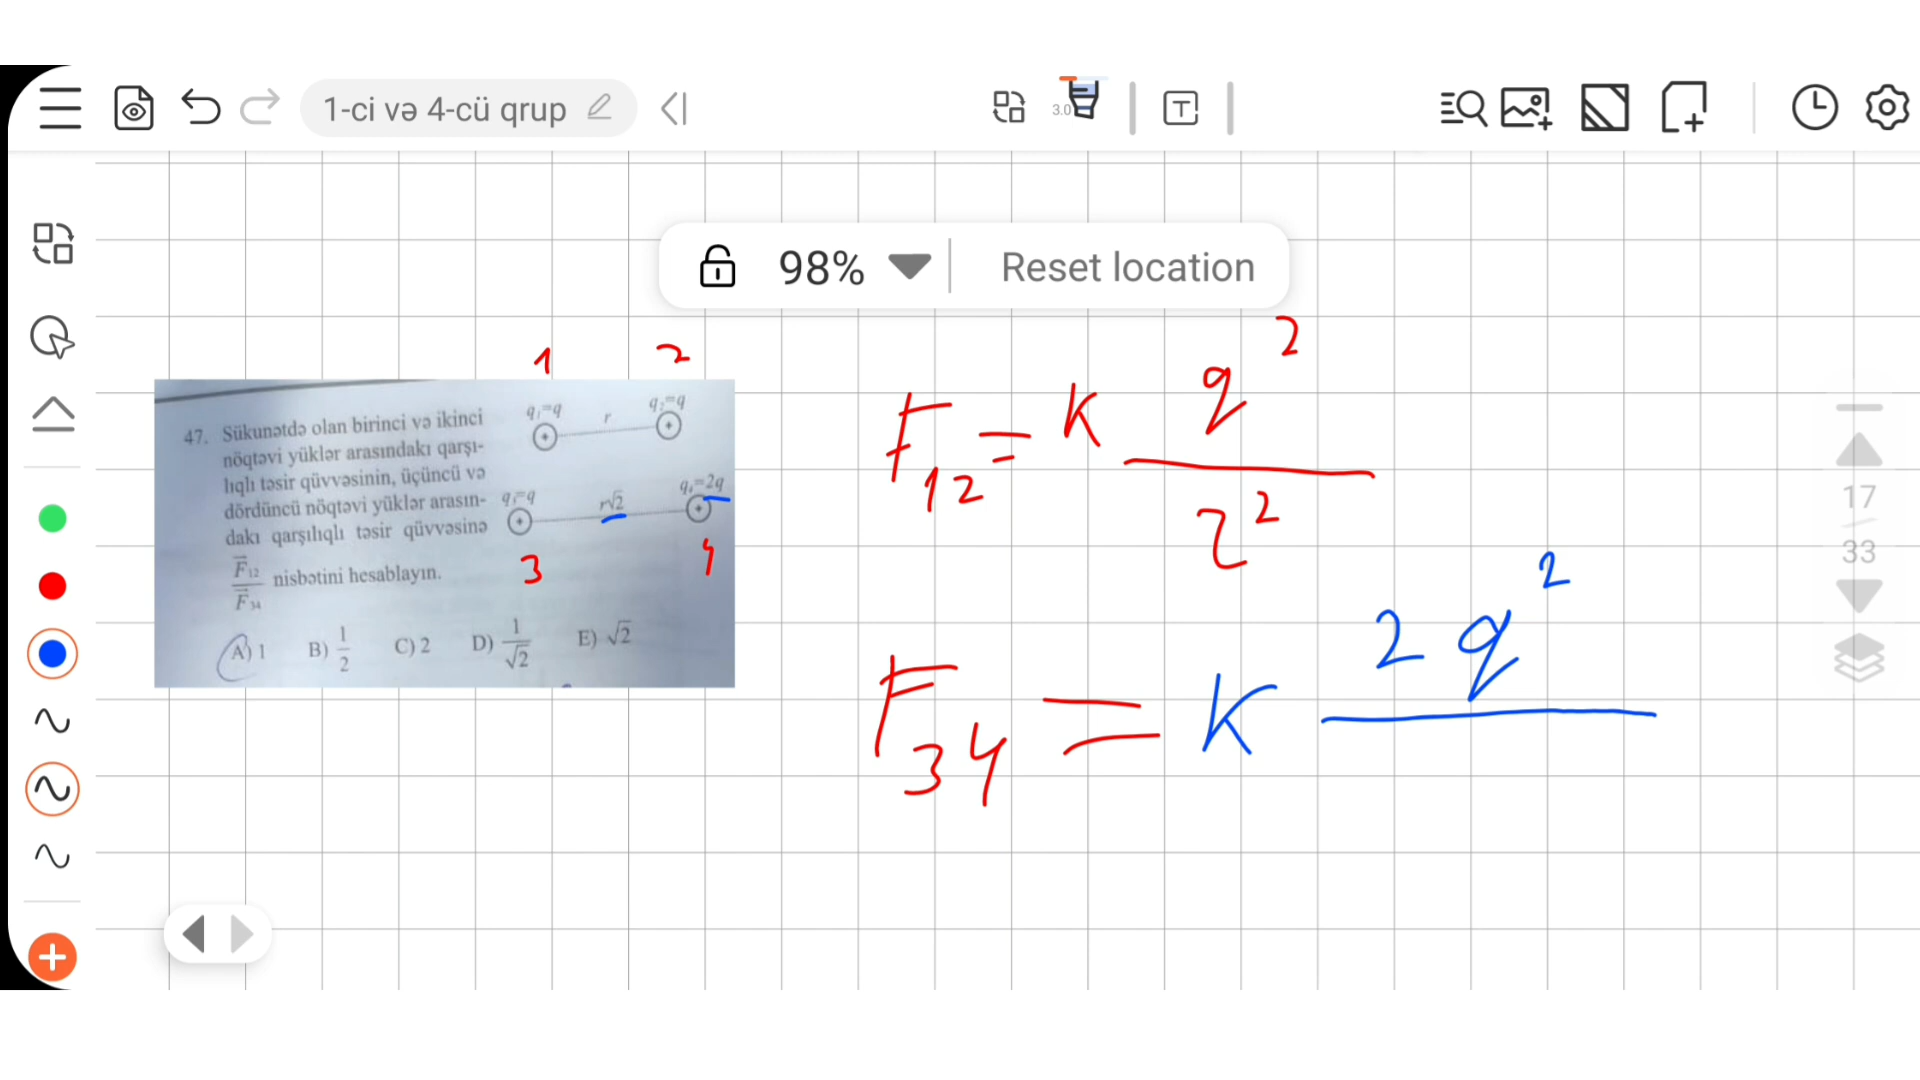 1-ci və 4-cü qrup
3.0
T
98% Reset location
1 2
47. Sükunətdə olan birinci və ikinci
nöqtəvi yüklər arasındakı qarşı-
lıqlı təsir qüvvəsinin, üçüncü və
dördüncü nöqtəvi yüklər arasın-
dakı qarşılıqlı təsir qüvvəsinə
F₁₂/F₃₄ nisbətini hesablayın.
q₁=q r q₂=q
q₃=q r√2 q₄=2q
3 4
A) 1 B) 1/2 C) 2 D) 1/√2 E) √2
F₁₂ = K q²/r²
F₃₄ = K 2q²
17
33